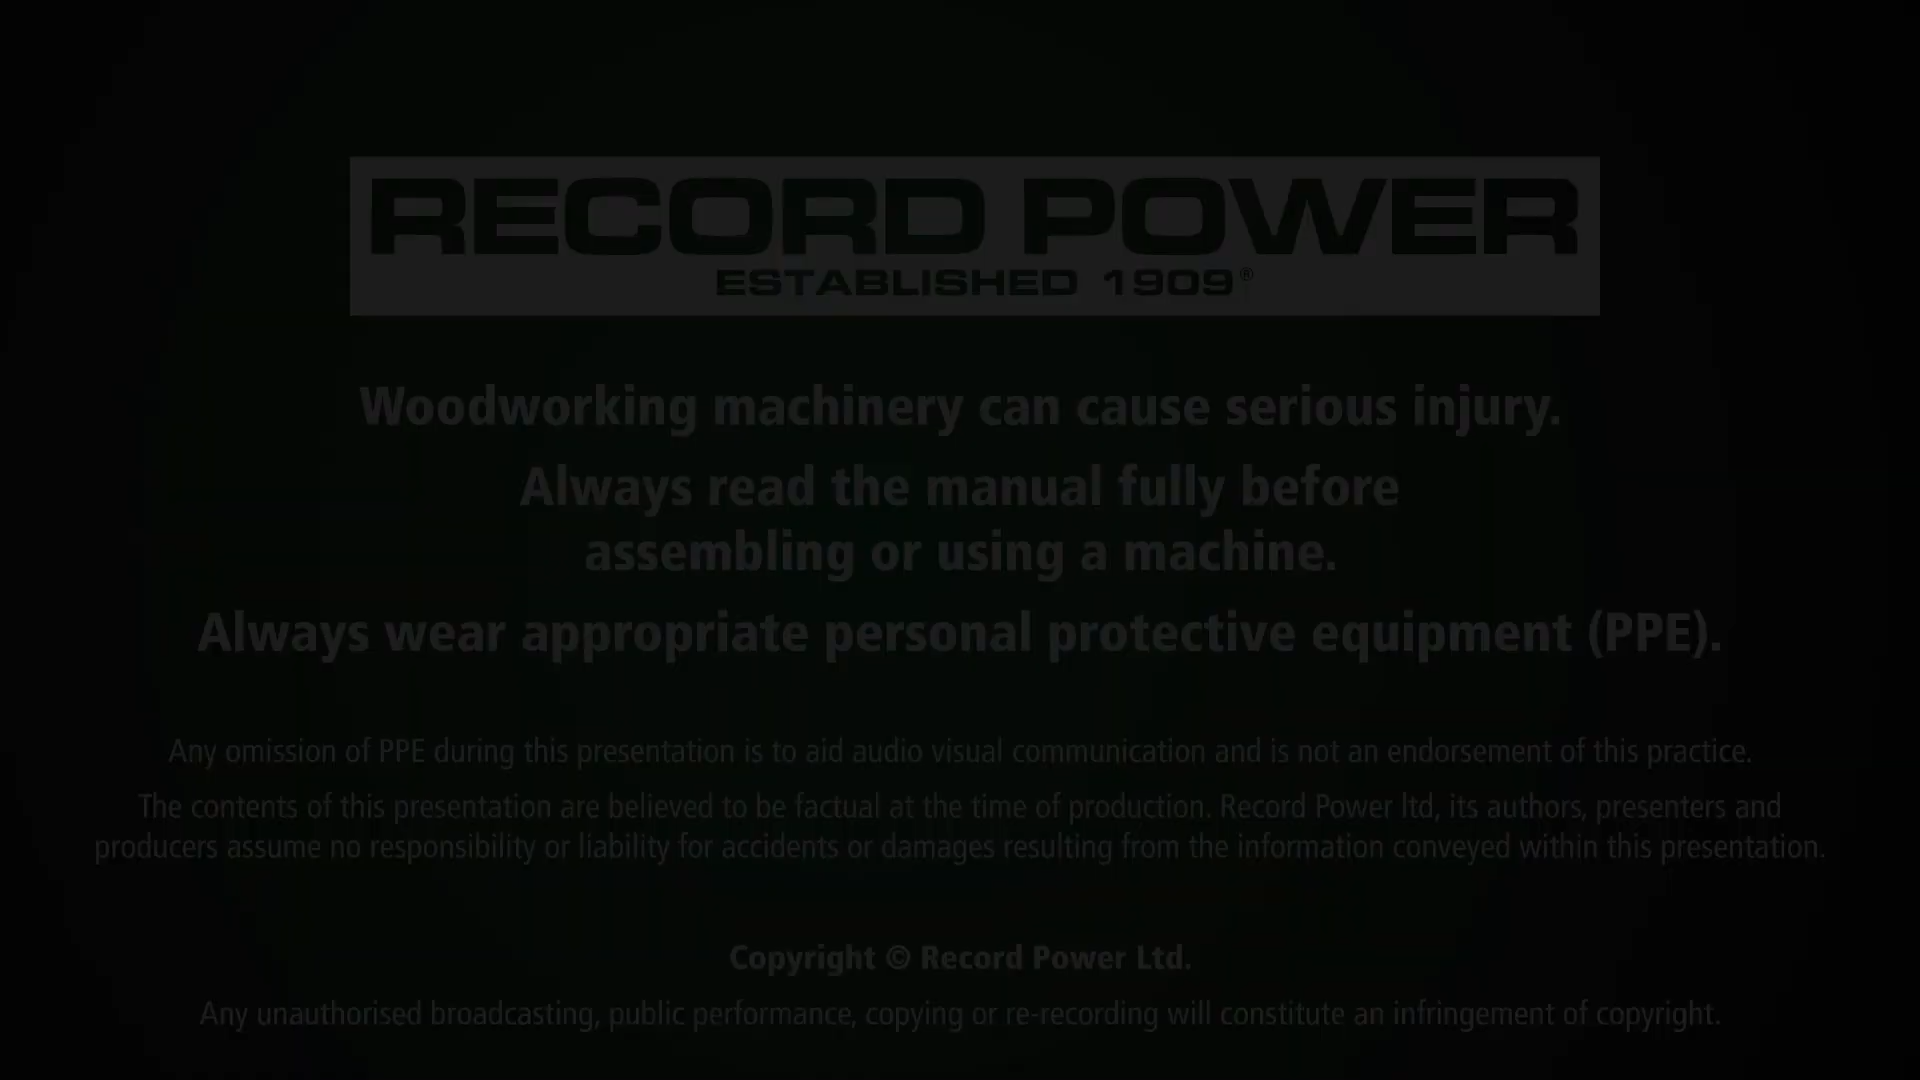 RECORD POWER
ESTABLISHED 1909®
Woodworking machinery can cause serious injury.
Always read the manual fully before
assembling or using a machine.
Always wear appropriate personal protective equipment (PPE).
Any omission of PPE during this presentation is to aid audio visual communication and is not an endorsement of this practice.
The contents of this presentation are believed to be factual at the time of production. Record Power ltd, its authors, presenters and
producers assume no responsibility or liability for accidents or damages resulting from the information conveyed within this presentation.
Copyright © Record Power Ltd.
Any unauthorised broadcasting, public performance, copying or re-recording will constitute an infringement of copyright.